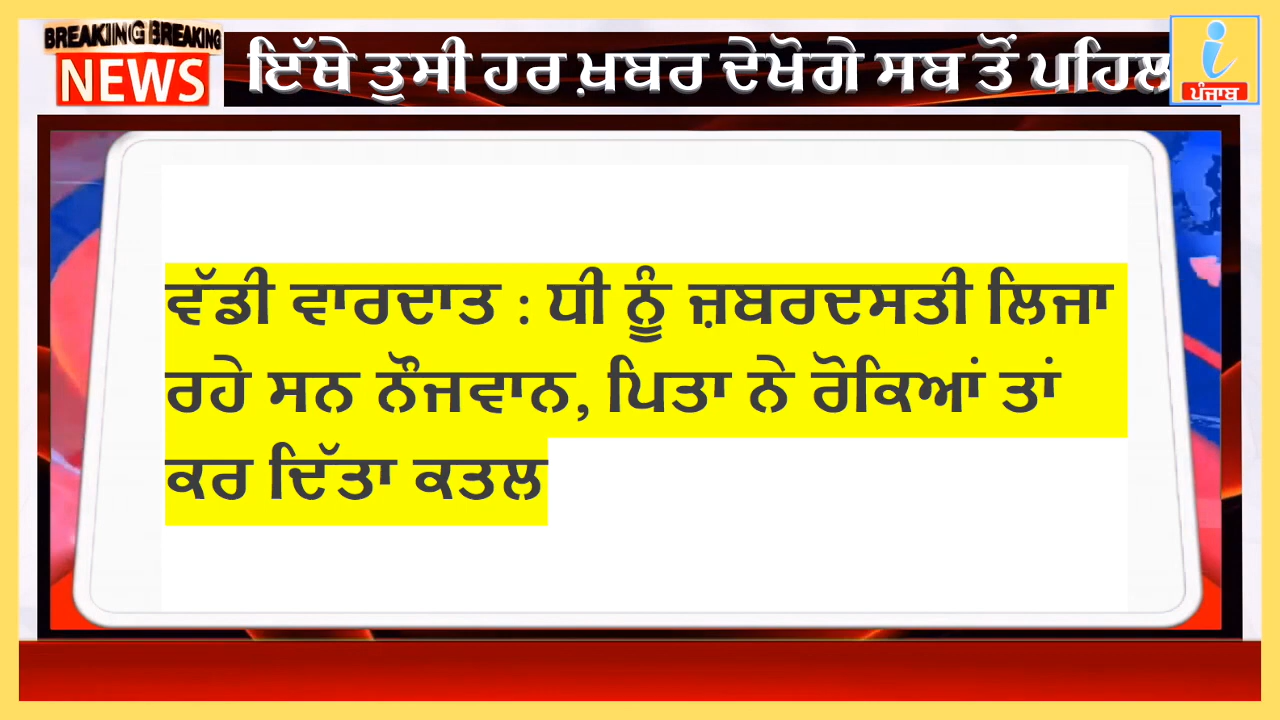 BREAKING BREAKING
NEWS
ਇੱਥੇ ਤੁਸੀ ਹਰ ਖ਼ਬਰ ਦੇਖੋਗੇ ਸਬ ਤੋਂ ਪਹਿਲ
i
ਪੰਜਾਬ
ਵੱਡੀ ਵਾਰਦਾਤ : ਧੀ ਨੂੰ ਜ਼ਬਰਦਸਤੀ ਲਿਜਾ
ਰਹੇ ਸਨ ਨੌਜਵਾਨ, ਪਿਤਾ ਨੇ ਰੋਕਿਆਂ ਤਾਂ
ਕਰ ਦਿੱਤਾ ਕਤਲ